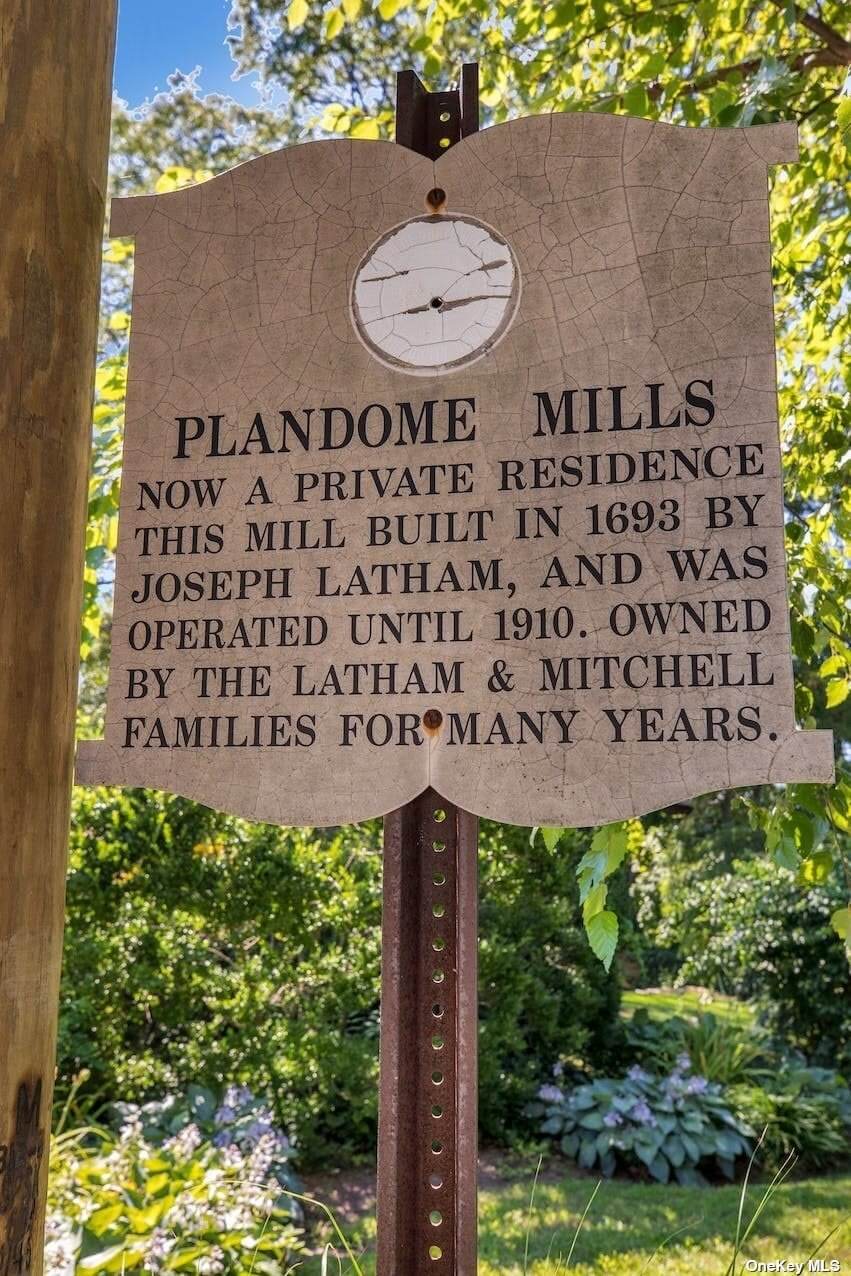 PLANDOME MILLS
NOW A PRIVATE RESIDENCE
THIS MILL BUILT IN 1693 BY
JOSEPH LATHAM, AND WAS
OPERATED UNTIL 1910. OWNED
BY THE LATHAM & MITCHELL
FAMILIES FOR MANY YEARS.
OneKey MLS